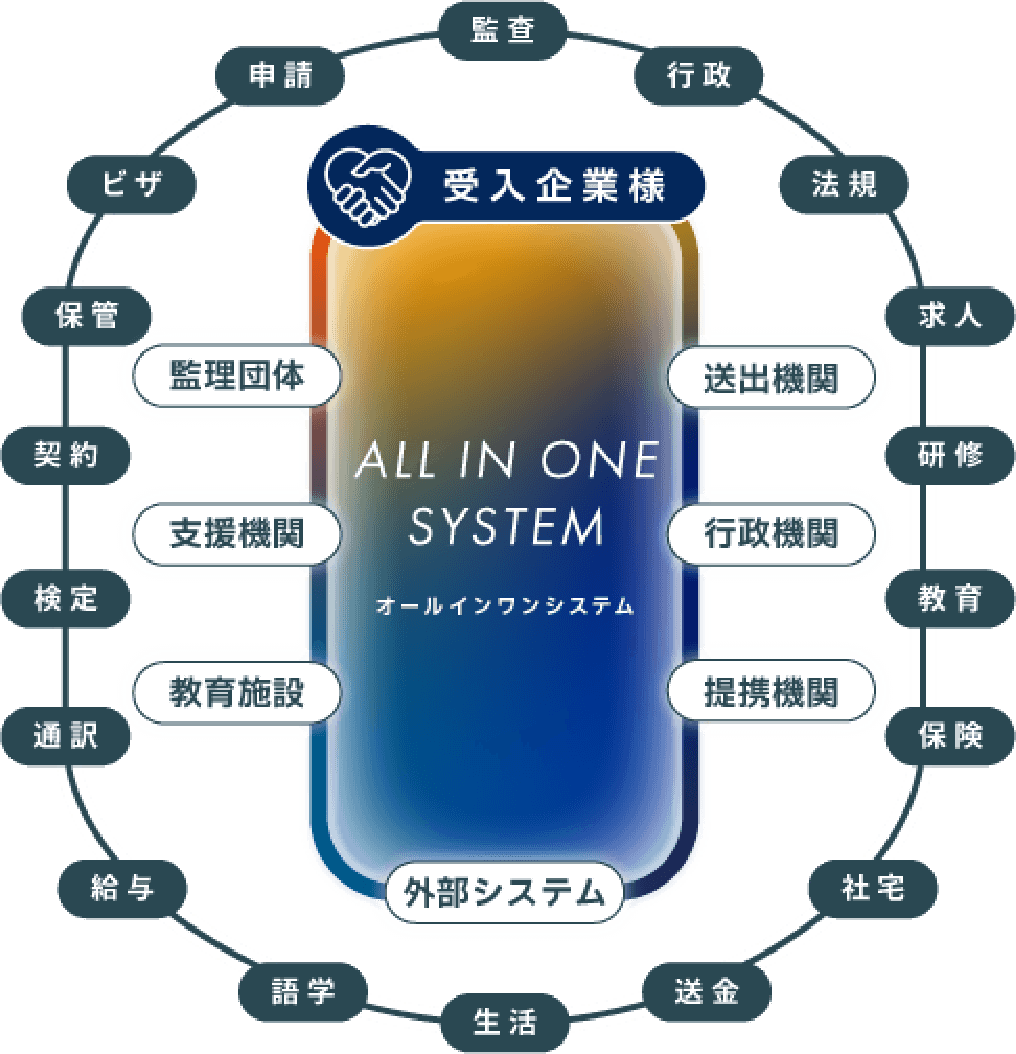 監査
申請
行政
ビザ
受入企業様
法規
保管
求人
監理団体
送出機関
契約
ALL IN ONE
研修
支援機関
SYSTEM
行政機関
検定
オールインワンシステム
教育
教育施設
提携機関
通訳
保険
給与
外部システム
社宅
語学
送金
生活